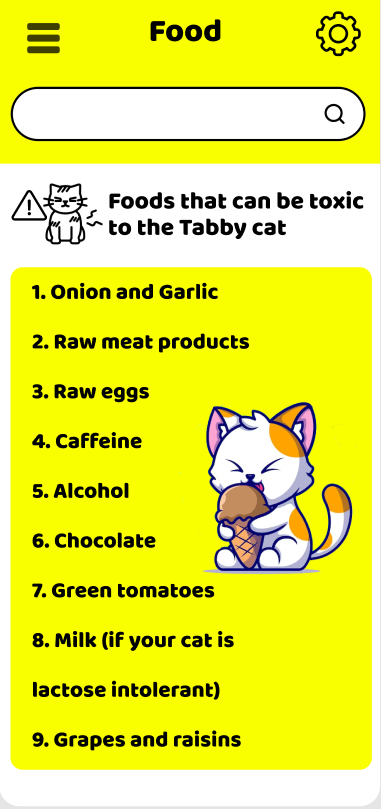 Food
Foods that can be toxic
to the Tabby cat
1. Onion and Garlic
2. Raw meat products
3. Raw eggs
4. Caffeine
5. Alcohol
6. Chocolate
7. Green tomatoes
8. Milk (if your cat is
lactose intolerant)
9. Grapes and raisins